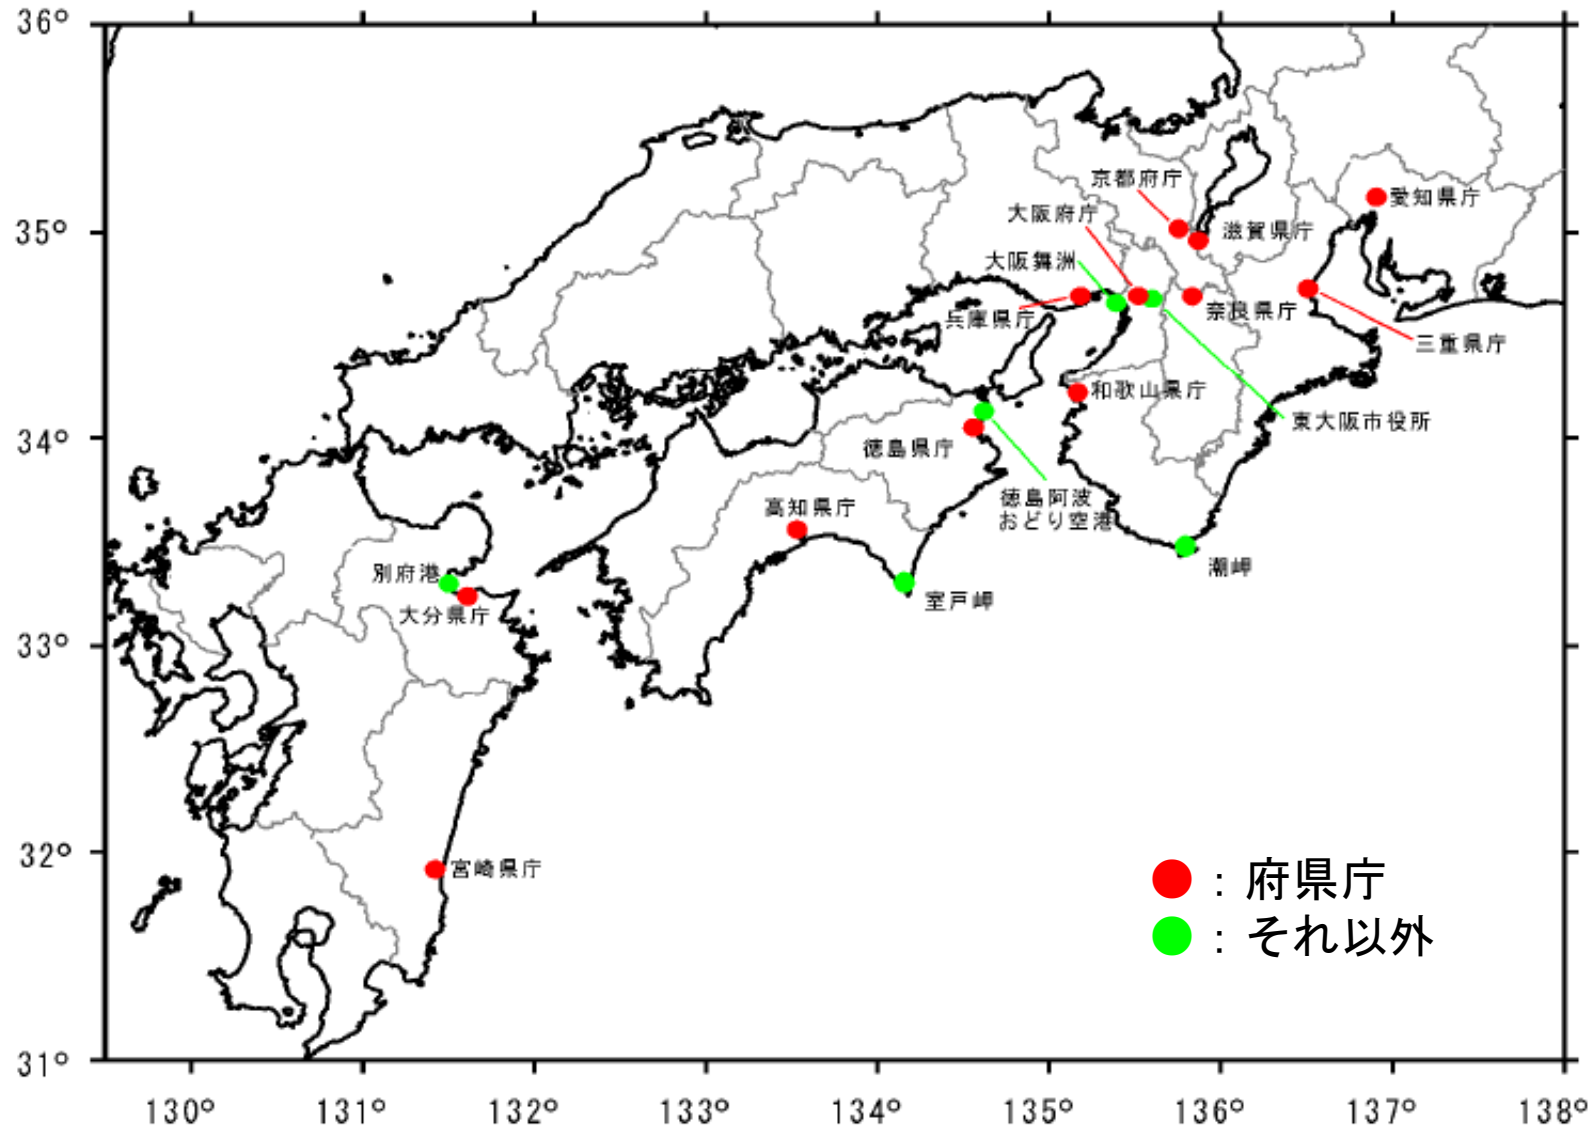 36°
35°
34°
33°
32°
31°
京都府庁
大阪府庁
大阪舞洲
兵庫県庁
愛知県庁
滋賀県庁
奈良県庁
三重県庁
和歌山県庁
東大阪市役所
徳島県庁
徳島阿波
おどり空港
高知県庁
室戸岬
潮岬
別府港
大分県庁
宮崎県庁
：府県庁
：それ以外
130°
131°
132°
133°
134°
135°
136°
137°
138°